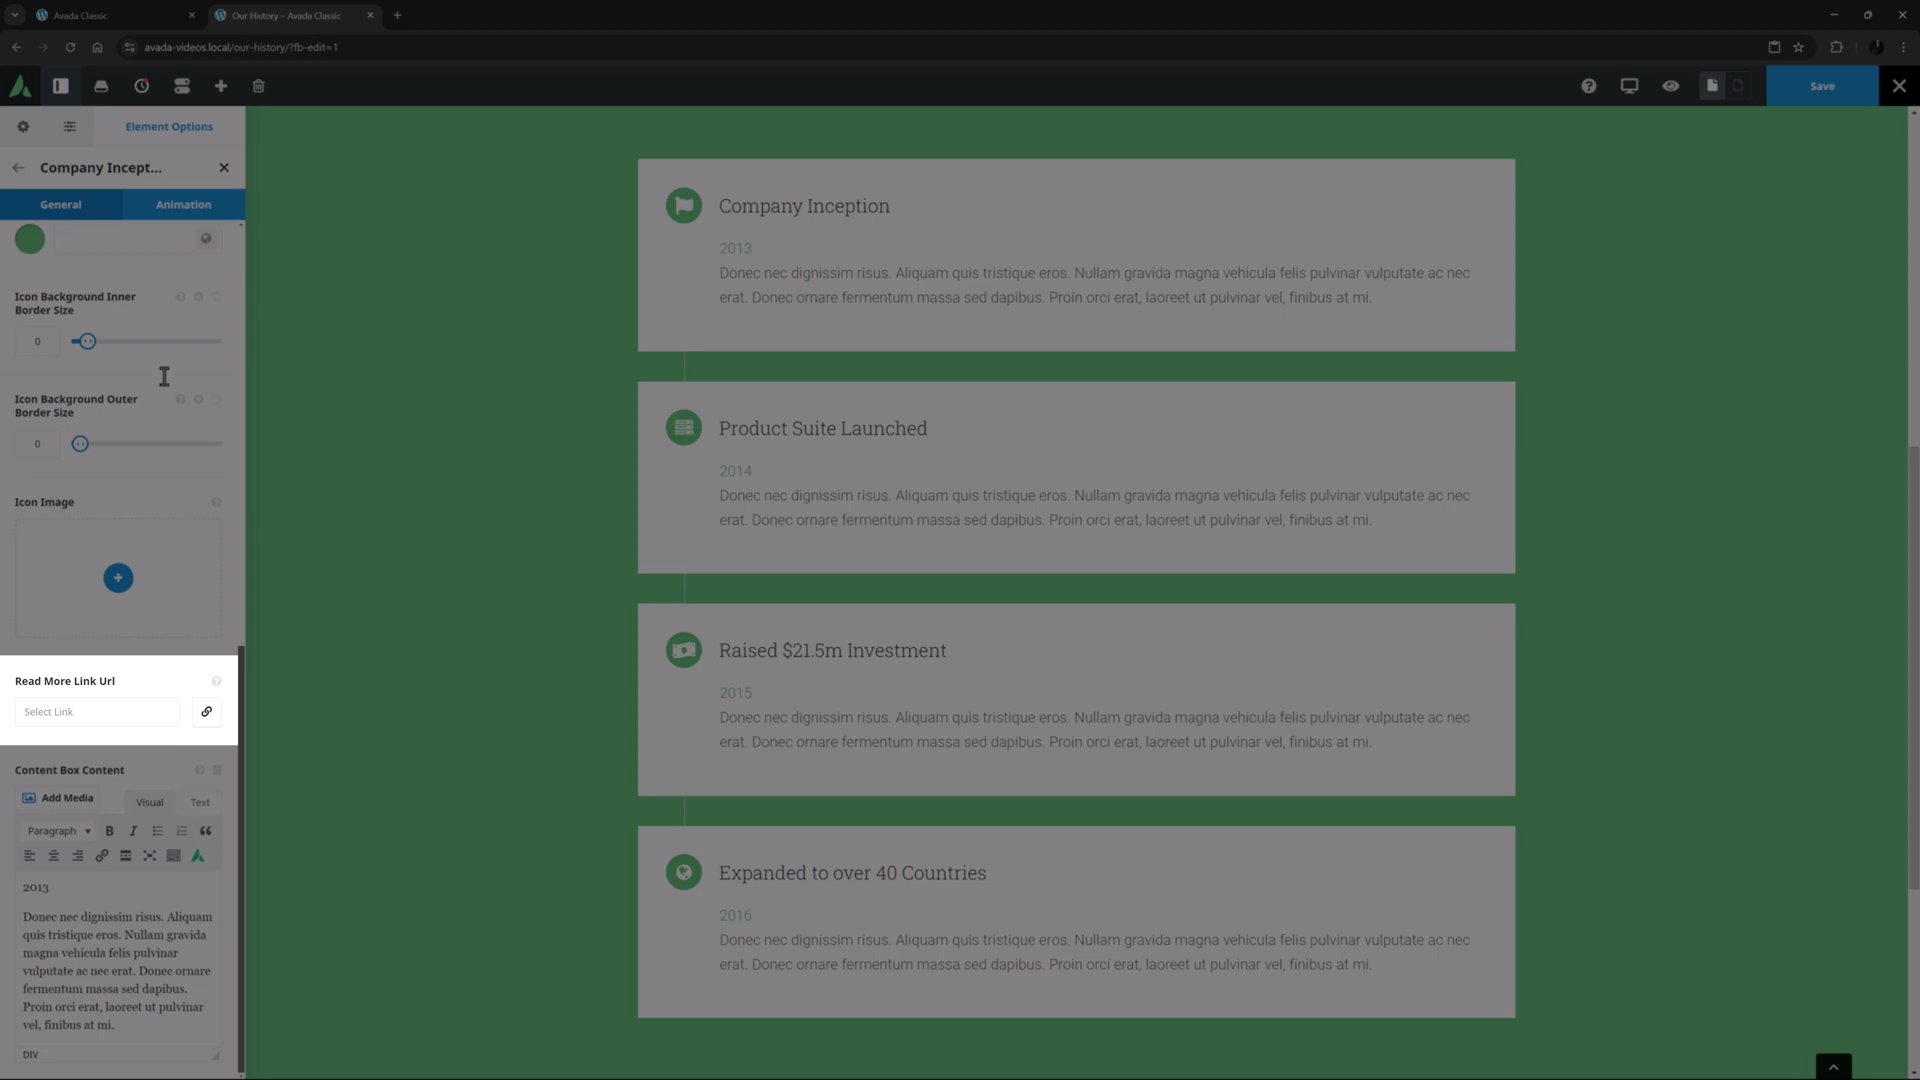 Avada Classic
Our History – Avada Classic
avada-videos.local/our-history/?fb-edit=1
Save
Element Options
Company Incept...
General
Animation
Icon Background Inner
Border Size
0
Icon Background Outer
Border Size
0
Icon Image
Read More Link Url
Select Link
Content Box Content
Add Media
Visual
Text
Paragraph
2013
Donec nec dignissim risus. Aliquam
quis tristique eros. Nullam gravida
magna vehicula felis pulvinar
vulputate ac nec erat. Donec ornare
fermentum massa sed dapibus.
Proin orci erat, laoreet ut pulvinar
vel, finibus at mi.
DIV
Company Inception
2013
Donec nec dignissim risus. Aliquam quis tristique eros. Nullam gravida magna vehicula felis pulvinar vulputate ac nec
erat. Donec ornare fermentum massa sed dapibus. Proin orci erat, laoreet ut pulvinar vel, finibus at mi.
Product Suite Launched
2014
Donec nec dignissim risus. Aliquam quis tristique eros. Nullam gravida magna vehicula felis pulvinar vulputate ac nec
erat. Donec ornare fermentum massa sed dapibus. Proin orci erat, laoreet ut pulvinar vel, finibus at mi.
Raised $21.5m Investment
2015
Donec nec dignissim risus. Aliquam quis tristique eros. Nullam gravida magna vehicula felis pulvinar vulputate ac nec
erat. Donec ornare fermentum massa sed dapibus. Proin orci erat, laoreet ut pulvinar vel, finibus at mi.
Expanded to over 40 Countries
2016
Donec nec dignissim risus. Aliquam quis tristique eros. Nullam gravida magna vehicula felis pulvinar vulputate ac nec
erat. Donec ornare fermentum massa sed dapibus. Proin orci erat, laoreet ut pulvinar vel, finibus at mi.